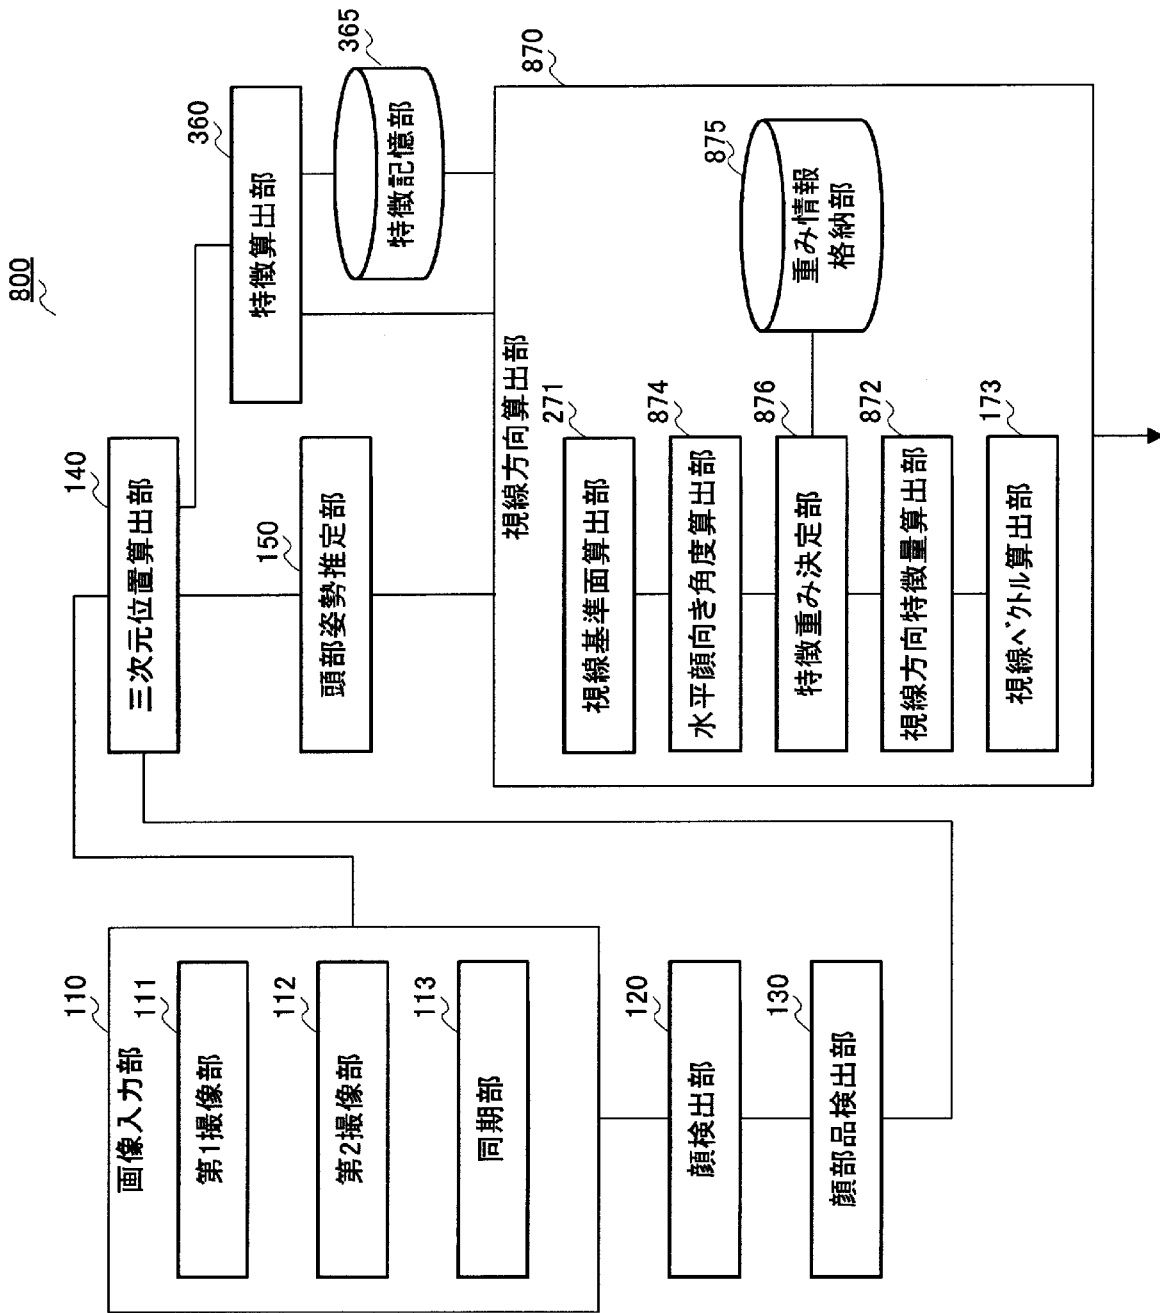 800
110
画像入力部
111
第1撮像部
112
第2撮像部
113
同期部
120
顔検出部
130
顔部品検出部
140
三次元位置算出部
150
頭部姿勢推定部
360
特徴算出部
365
特徴記憶部
870
視線方向算出部
271
視線基準面算出部
874
水平顔向き角度算出部
876
特徴重み決定部
875
重み情報
格納部
872
視線方向特徴量算出部
173
視線ベクトル算出部